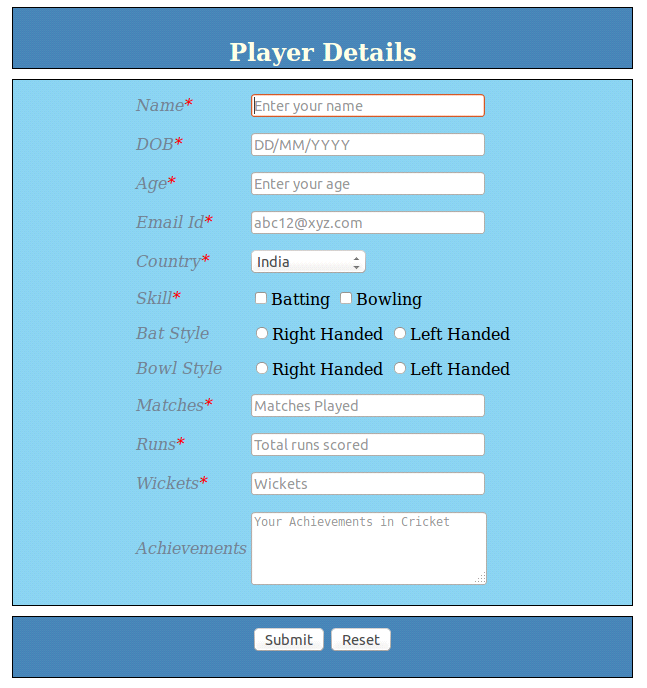 Player Details
Name* Enter your name
DOB* DD/MM/YYYY
Age* Enter your age
Email Id* abc12@xyz.com
Country* India
Skill* Batting Bowling
Bat Style Right Handed Left Handed
Bowl Style Right Handed Left Handed
Matches* Matches Played
Runs* Total runs scored
Wickets* Wickets
Achievements Your Achievements in Cricket
Submit Reset